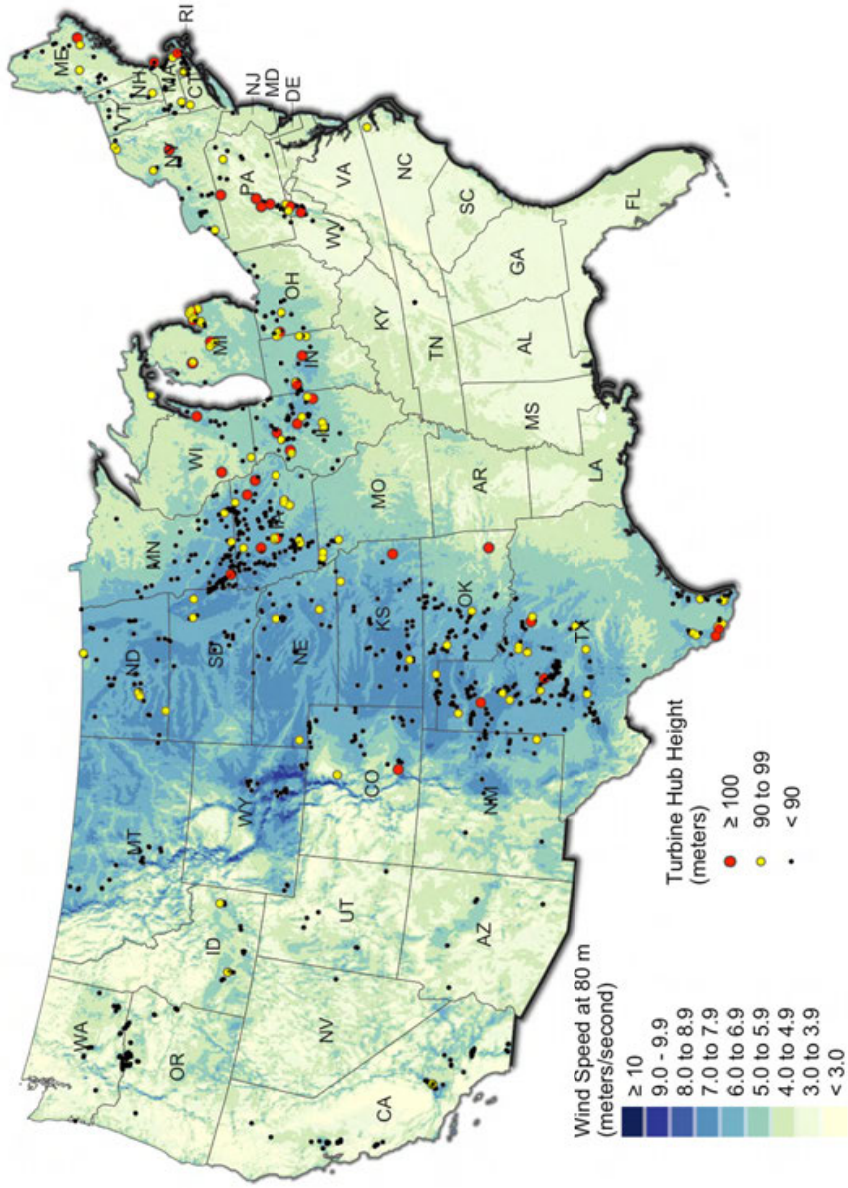 WA
OR
CA
NV
ID
MT
WY
UT
AZ
CO
NM
ND
SD
NE
KS
OK
TX
MN
IA
MO
AR
LA
WI
IL
MI
IN
OH
KY
TN
MS
AL
GA
FL
SC
NC
VA
WV
PA
NY
VT
NH
ME
MA
CT
RI
NJ
MD
DE
Wind Speed at 80 m
(meters/second)
≥ 10
9.0 - 9.9
8.0 to 8.9
7.0 to 7.9
6.0 to 6.9
5.0 to 5.9
4.0 to 4.9
3.0 to 3.9
< 3.0
Turbine Hub Height
(meters)
≥ 100
90 to 99
< 90